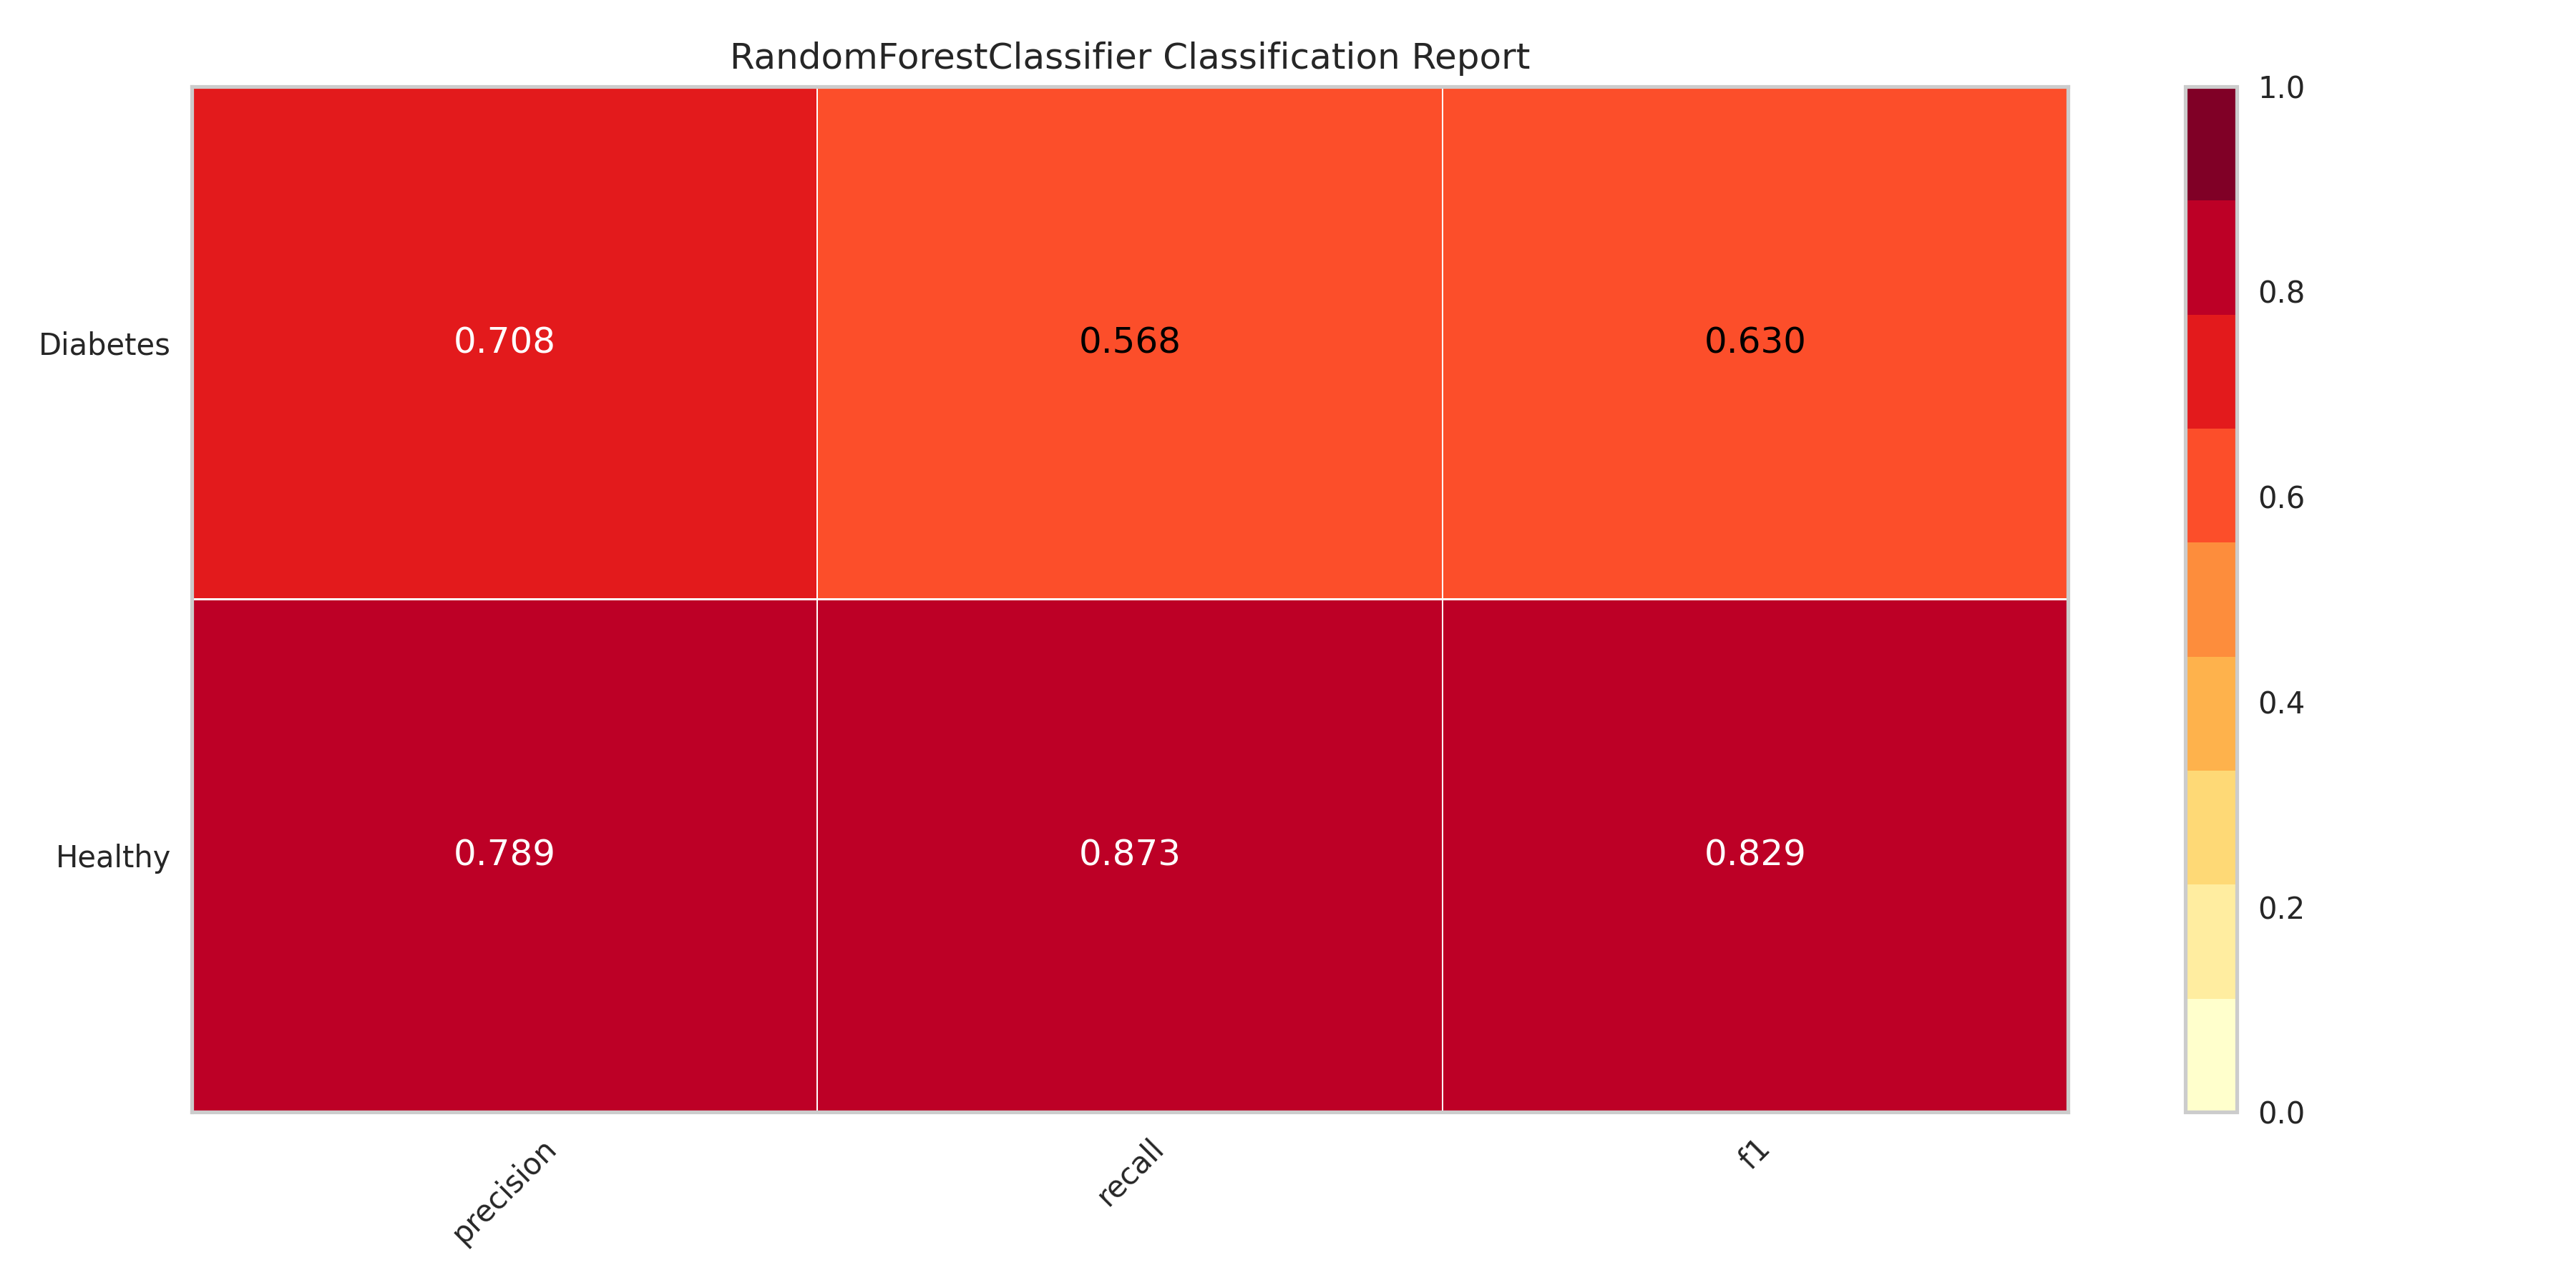 RandomForestClassifier Classification Report
Diabetes 0.708 0.568 0.630
Healthy 0.789 0.873 0.829
precision recall f1
1.0
0.8
0.6
0.4
0.2
0.0